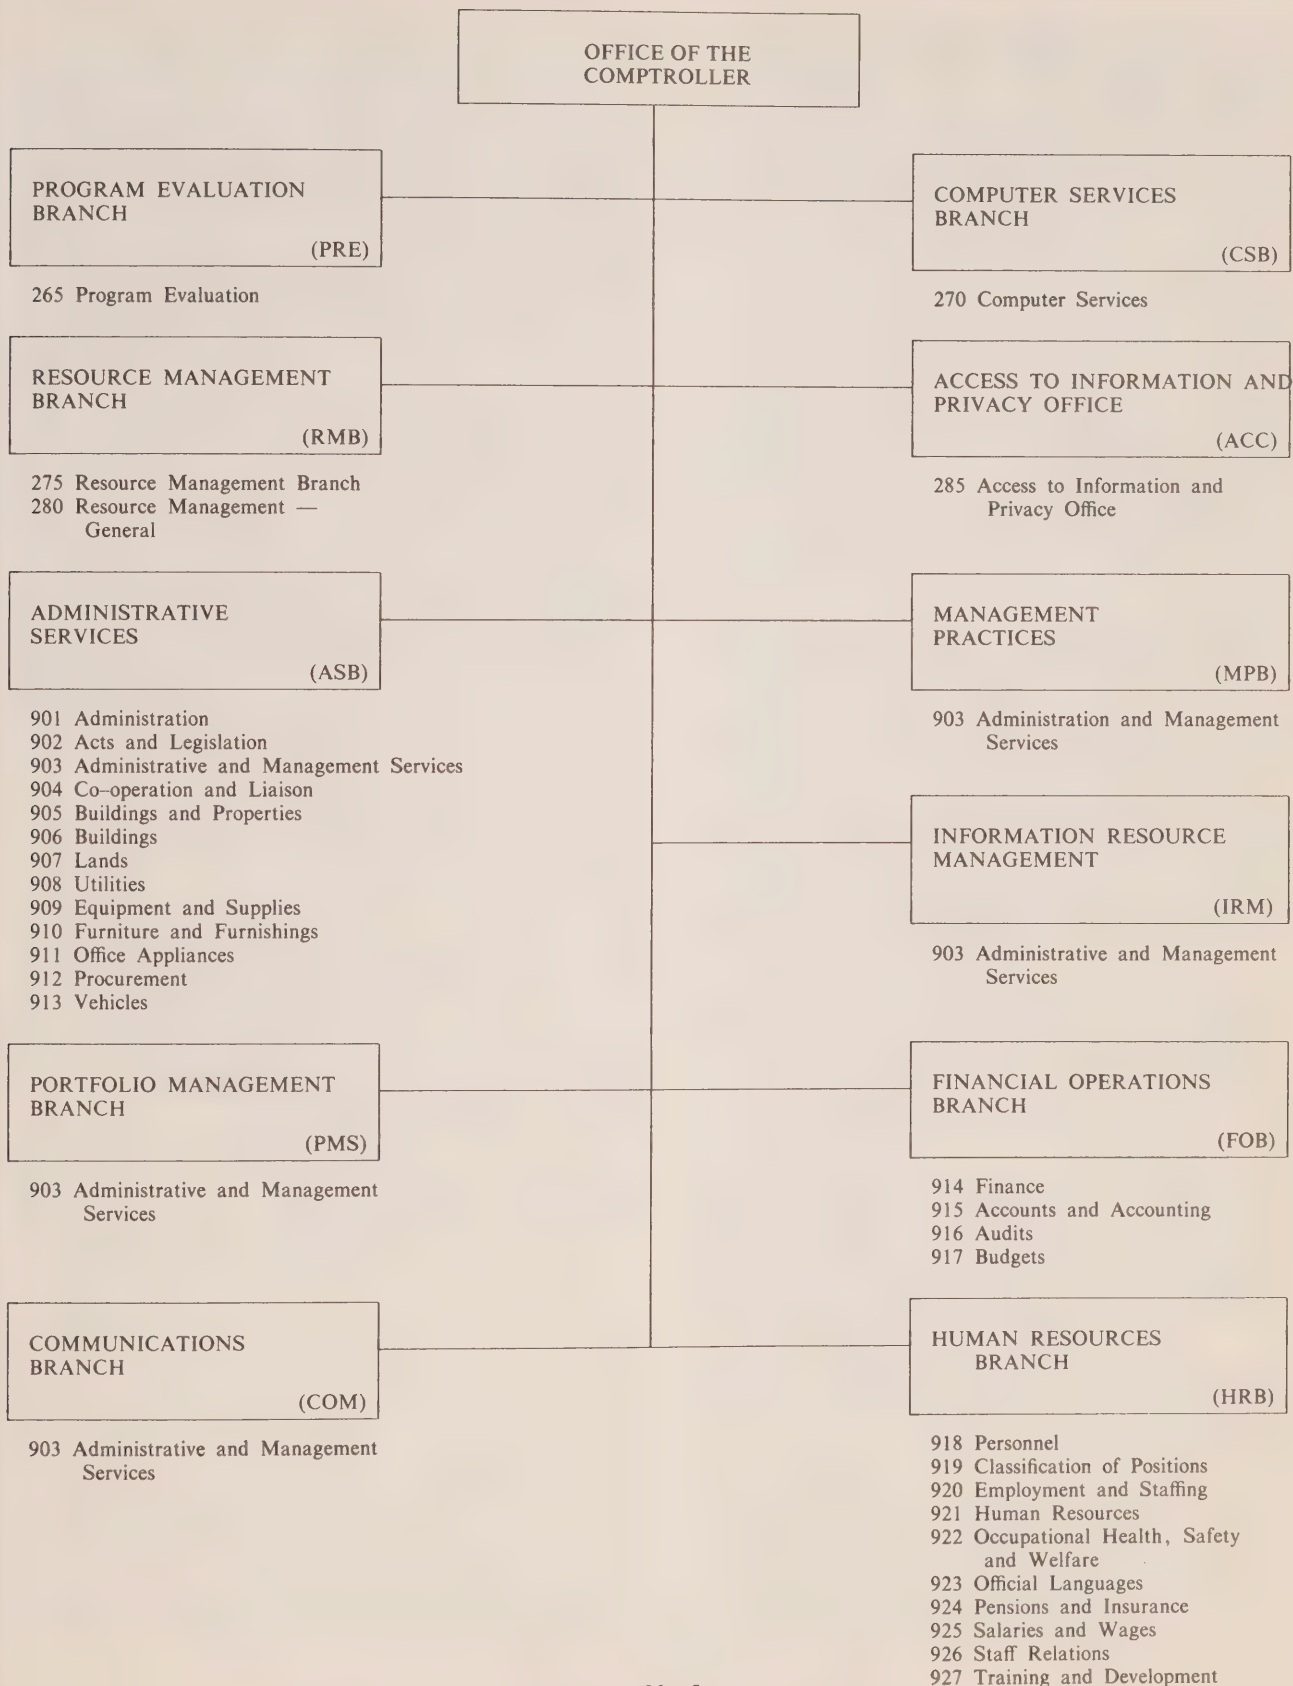 OFFICE OF THE
COMPTROLLER
PROGRAM EVALUATION
BRANCH
(PRE)
265 Program Evaluation
COMPUTER SERVICES
BRANCH
(CSB)
270 Computer Services
RESOURCE MANAGEMENT
BRANCH
(RMB)
275 Resource Management Branch
280 Resource Management —
General
ACCESS TO INFORMATION AND
PRIVACY OFFICE
(ACC)
285 Access to Information and
Privacy Office
ADMINISTRATIVE
SERVICES
(ASB)
901 Administration
902 Acts and Legislation
903 Administrative and Management Services
904 Co-operation and Liaison
905 Buildings and Properties
906 Buildings
907 Lands
908 Utilities
909 Equipment and Supplies
910 Furniture and Furnishings
911 Office Appliances
912 Procurement
913 Vehicles
MANAGEMENT
PRACTICES
(MPB)
903 Administration and Management
Services
INFORMATION RESOURCE
MANAGEMENT
(IRM)
903 Administrative and Management
Services
PORTFOLIO MANAGEMENT
BRANCH
(PMS)
903 Administrative and Management
Services
FINANCIAL OPERATIONS
BRANCH
(FOB)
914 Finance
915 Accounts and Accounting
916 Audits
917 Budgets
COMMUNICATIONS
BRANCH
(COM)
903 Administrative and Management
Services
HUMAN RESOURCES
BRANCH
(HRB)
918 Personnel
919 Classification of Positions
920 Employment and Staffing
921 Human Resources
922 Occupational Health, Safety
and Welfare
923 Official Languages
924 Pensions and Insurance
925 Salaries and Wages
926 Staff Relations
927 Training and Development